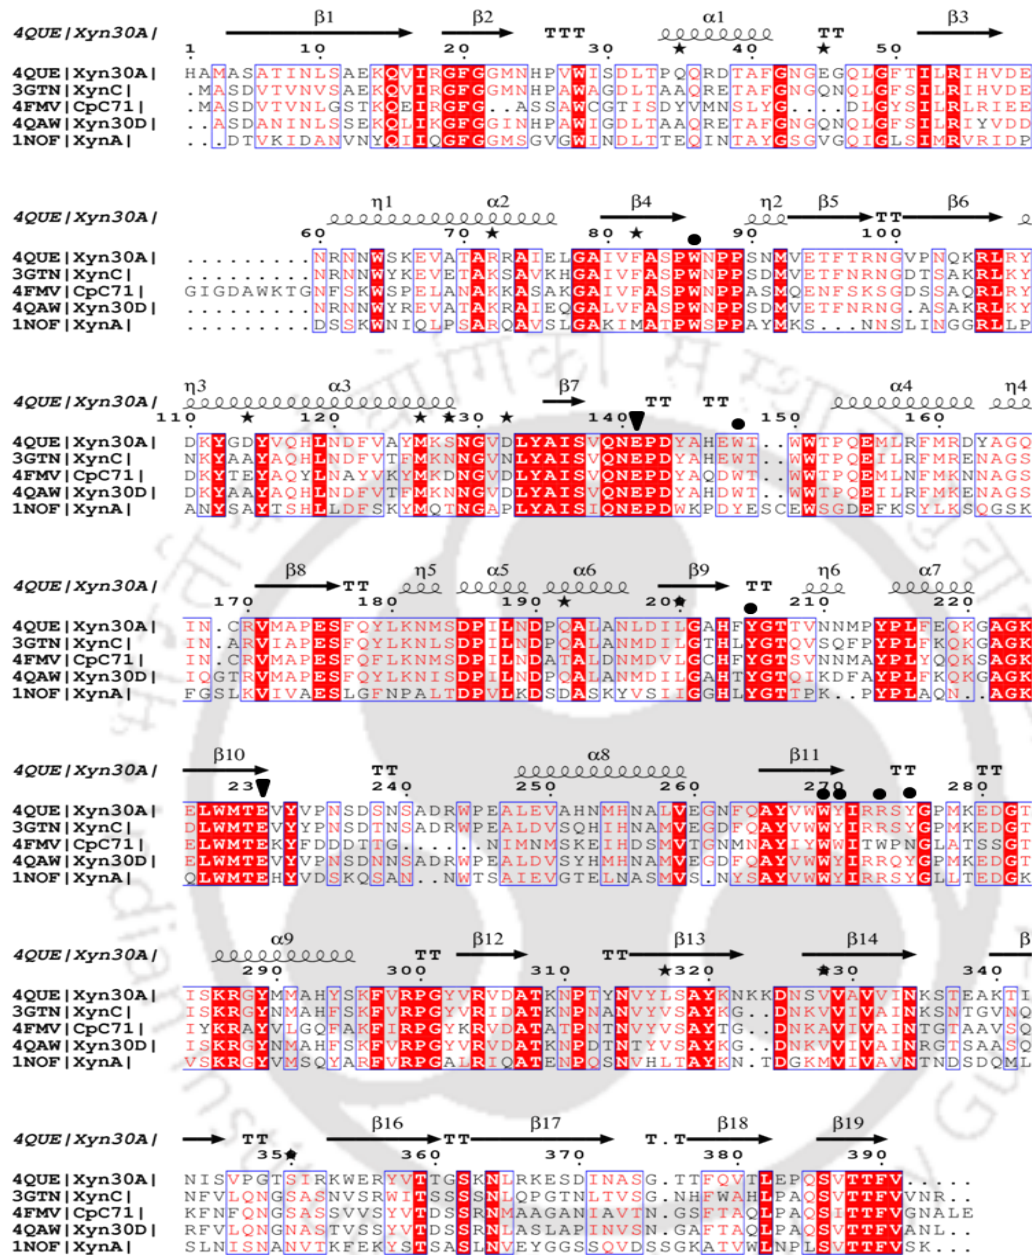 β1 β2 α1 β3
4QUE|Xyn30A| TTT TT
1 10 20 30 40 50
4QUE|Xyn30A| HAMASATINLSAEKQVIRGFGGMNHPVWISDLTPQQRDTAFGNGEGQLGFTILRIHVDE
3GTN|XynC| .MASDVTVNVSAEKQVIRGFGGMNHPAWAGDLTAAQRETAFGNGQNQLGFSILRIHVDE
4FMV|CpC71| .MASDVTVNLGSTKQEIRGFG..ASSAWCGTISDYVMNSLYG...DLGYSILRLRIEE
4QAW|Xyn30D| ..ASDANINLSSEKQLIRGFGGINHPAWIGDLTAAQRETAFGNGQNQLGFSILRIYVDD
1NOF|XynA| ..DTVKIDANVNYQIIQGFGGMSGVGWINDLTTEQINTAYGSGVGQIGLSIMRVRIDP
η1 α2 β4 η2 β5 β6
4QUE|Xyn30A| TT
60 70 80 90 100
4QUE|Xyn30A| ..........NRNNWSKEVATARRAIELGAIVFASPWNPPSNMVETFTRNGVPNQKRLRY
3GTN|XynC| ..........NRNNWYKEVETAKSAVKHGAIVFASPWNPPSDMVETFNRNGDTSAKRLKY
4FMV|CpC71| GIGDAWKTGNFSKWSPELANAKKASAKGAIVFASPWNPPASMQENFSKSGDSSAQRLRY
4QAW|Xyn30D| ..........NRNNWYREVATAKRAIEQGALVFASPWNPPSDMVETFNRNG.ASAKRLKY
1NOF|XynA| ..........DSSKWNIQLPSARQAVSLGAKIMATPWSPPAYMKS...NNSLINGGRLLP
η3 α3 β7 α4 η4
4QUE|Xyn30A| TT TT
110 120 130 140 150 160
4QUE|Xyn30A| DKYGDYVQHLNDFVAYMKSNGVDLYAISVQNEPDYAHEWT..WWTPQEMLRFMRDYAGQ
3GTN|XynC| NKYAAYAQHLNDFVTFMKNNGVNLYAISVQNEPDYAHEWT..WWTPQEILRFMRENAGS
4FMV|CpC71| DKYTEYAQYLNAYVKYMKDNGVDLYAISVQNEPDYAQDWT..WWTPQEMLNFMKQNAGS
4QAW|Xyn30D| DKYAAYAQHLNDFVTFMKNNGVDLYAISVQNEPDYAHDWT..WWTPQEILRFMKENAGS
1NOF|XynA| ANYSAYTSHLLDFSKYMQTNGAPLYAISIQNEPDWKPDYESCEWSGDEFKSYLKSQGSK
β8 η5 α5 α6 β9 η6 α7
4QUE|Xyn30A| TT TT
170 180 190 200 210 220
4QUE|Xyn30A| IN.CRVMAPESFQYLKNMSDPILNDPQALANLDILGAHFYGTTVNNMPYPLFEQKGAGK
3GTN|XynC| IN.ARVMAPESFQYLKNLSDPILNDPQALANMDILGTHLYGTQVSQFPYPLFKQKGAGK
4FMV|CpC71| IN.CRVIAPESFQFLKNMSDPILNDATALDNMDVLGCHFYGTSVNNMAYPLYQQKSAGK
4QAW|Xyn30D| IQGTRVMAPESFQYLKNISDPILNDPQALANMDILGAHTYGTQIKDFAYPLFKQKGAGK
1NOF|XynA| FGSLKVIVAESLGFNPALTDPVLKDSDASKYVSIIGGHLYGTTPK..PYPLAQN..AGK
β10 α8 β11
4QUE|Xyn30A| TT TT TT
230 240 250 260 270 280
4QUE|Xyn30A| ELWMTEVYVPNSDSNSADRWPEALEVAHNMHNALVEGNFQAYVWWYIRRSYGPMKEDGT
3GTN|XynC| DLWMTEVYYPNSDTNSADRWPEALDVSQHIHNAMVEGDFQAYVWWYIRRSYGPMKEDGT
4FMV|CpC71| ELWMTEKYFDDDTTG....NIMNMSKEIHDSMVTGNMNAYIYWWITWPNGLATSSGT
4QAW|Xyn30D| ELWMTEVYVPNSDNNSADRWPEALDVSYHMHNAMVEGDFQAYVWWYIRRQYGPMKEDGT
1NOF|XynA| QLWMTEHYVDSKQSAN..NWTSAIEVGTELNASMVS.NYSAYVWWYIRRSYGLLTEDGK
α9 β12 β13 β14 β
4QUE|Xyn30A| TT TT
290 300 310 320 330 340
4QUE|Xyn30A| ISKRGYMMAHYSKFVRPGYVRVDATKNPTYNVYLSAYKNKKDNSVVAVVINKSTEAKTI
3GTN|XynC| ISKRGYNMAHFSKFVRPGYVRIDATKNPNANVYVSAYKG..DNKVVIVAINKSNTGVNQ
4FMV|CpC71| IYKRAYVLGQFAKFIRPGYKRVDATATPNTNVYVSAYTG..DNKAVIVAINTGTAAVSQ
4QAW|Xyn30D| ISKRGYMMAHFSKFVRPGYVRIDATKNPDTNTYVSAYKG..DNKVVIVAINRGTSAASQ
1NOF|XynA| VSKRGYVMSQYARFVRPGALRIQATENPQSNVHLTAYKN.TDGKMVIVAVNTNDSDQML
β16 β17 β18 β19
4QUE|Xyn30A| TT TT T.T
350 360 370 380 390
4QUE|Xyn30A| NISVPGTSIRKWERYVTTGSKNLRKESDINASG.TTFQVTLEPQSVTTFV.....
3GTN|XynC| NFVLQNGSASNVSRWITSSSSNLQPGTNLTVSG.NHFWAHLPAQSVTTFVVNR..
4FMV|CpC71| KFNFQNGSASSVVSYVTDSSRNMAAGANIAVTN.GSFTAQLPAQSITTFVGNALE
4QAW|Xyn30D| RFVLQNGTVSSVTSYVTDSSRNLASLAPINVSN.GAFTAQLPAQSVTTFVANL..
1NOF|XynA| SLNISNANVTKFEKYSTSASLNVEYGGSSQVDSSGKATVWLNPLSVTTFVSK...